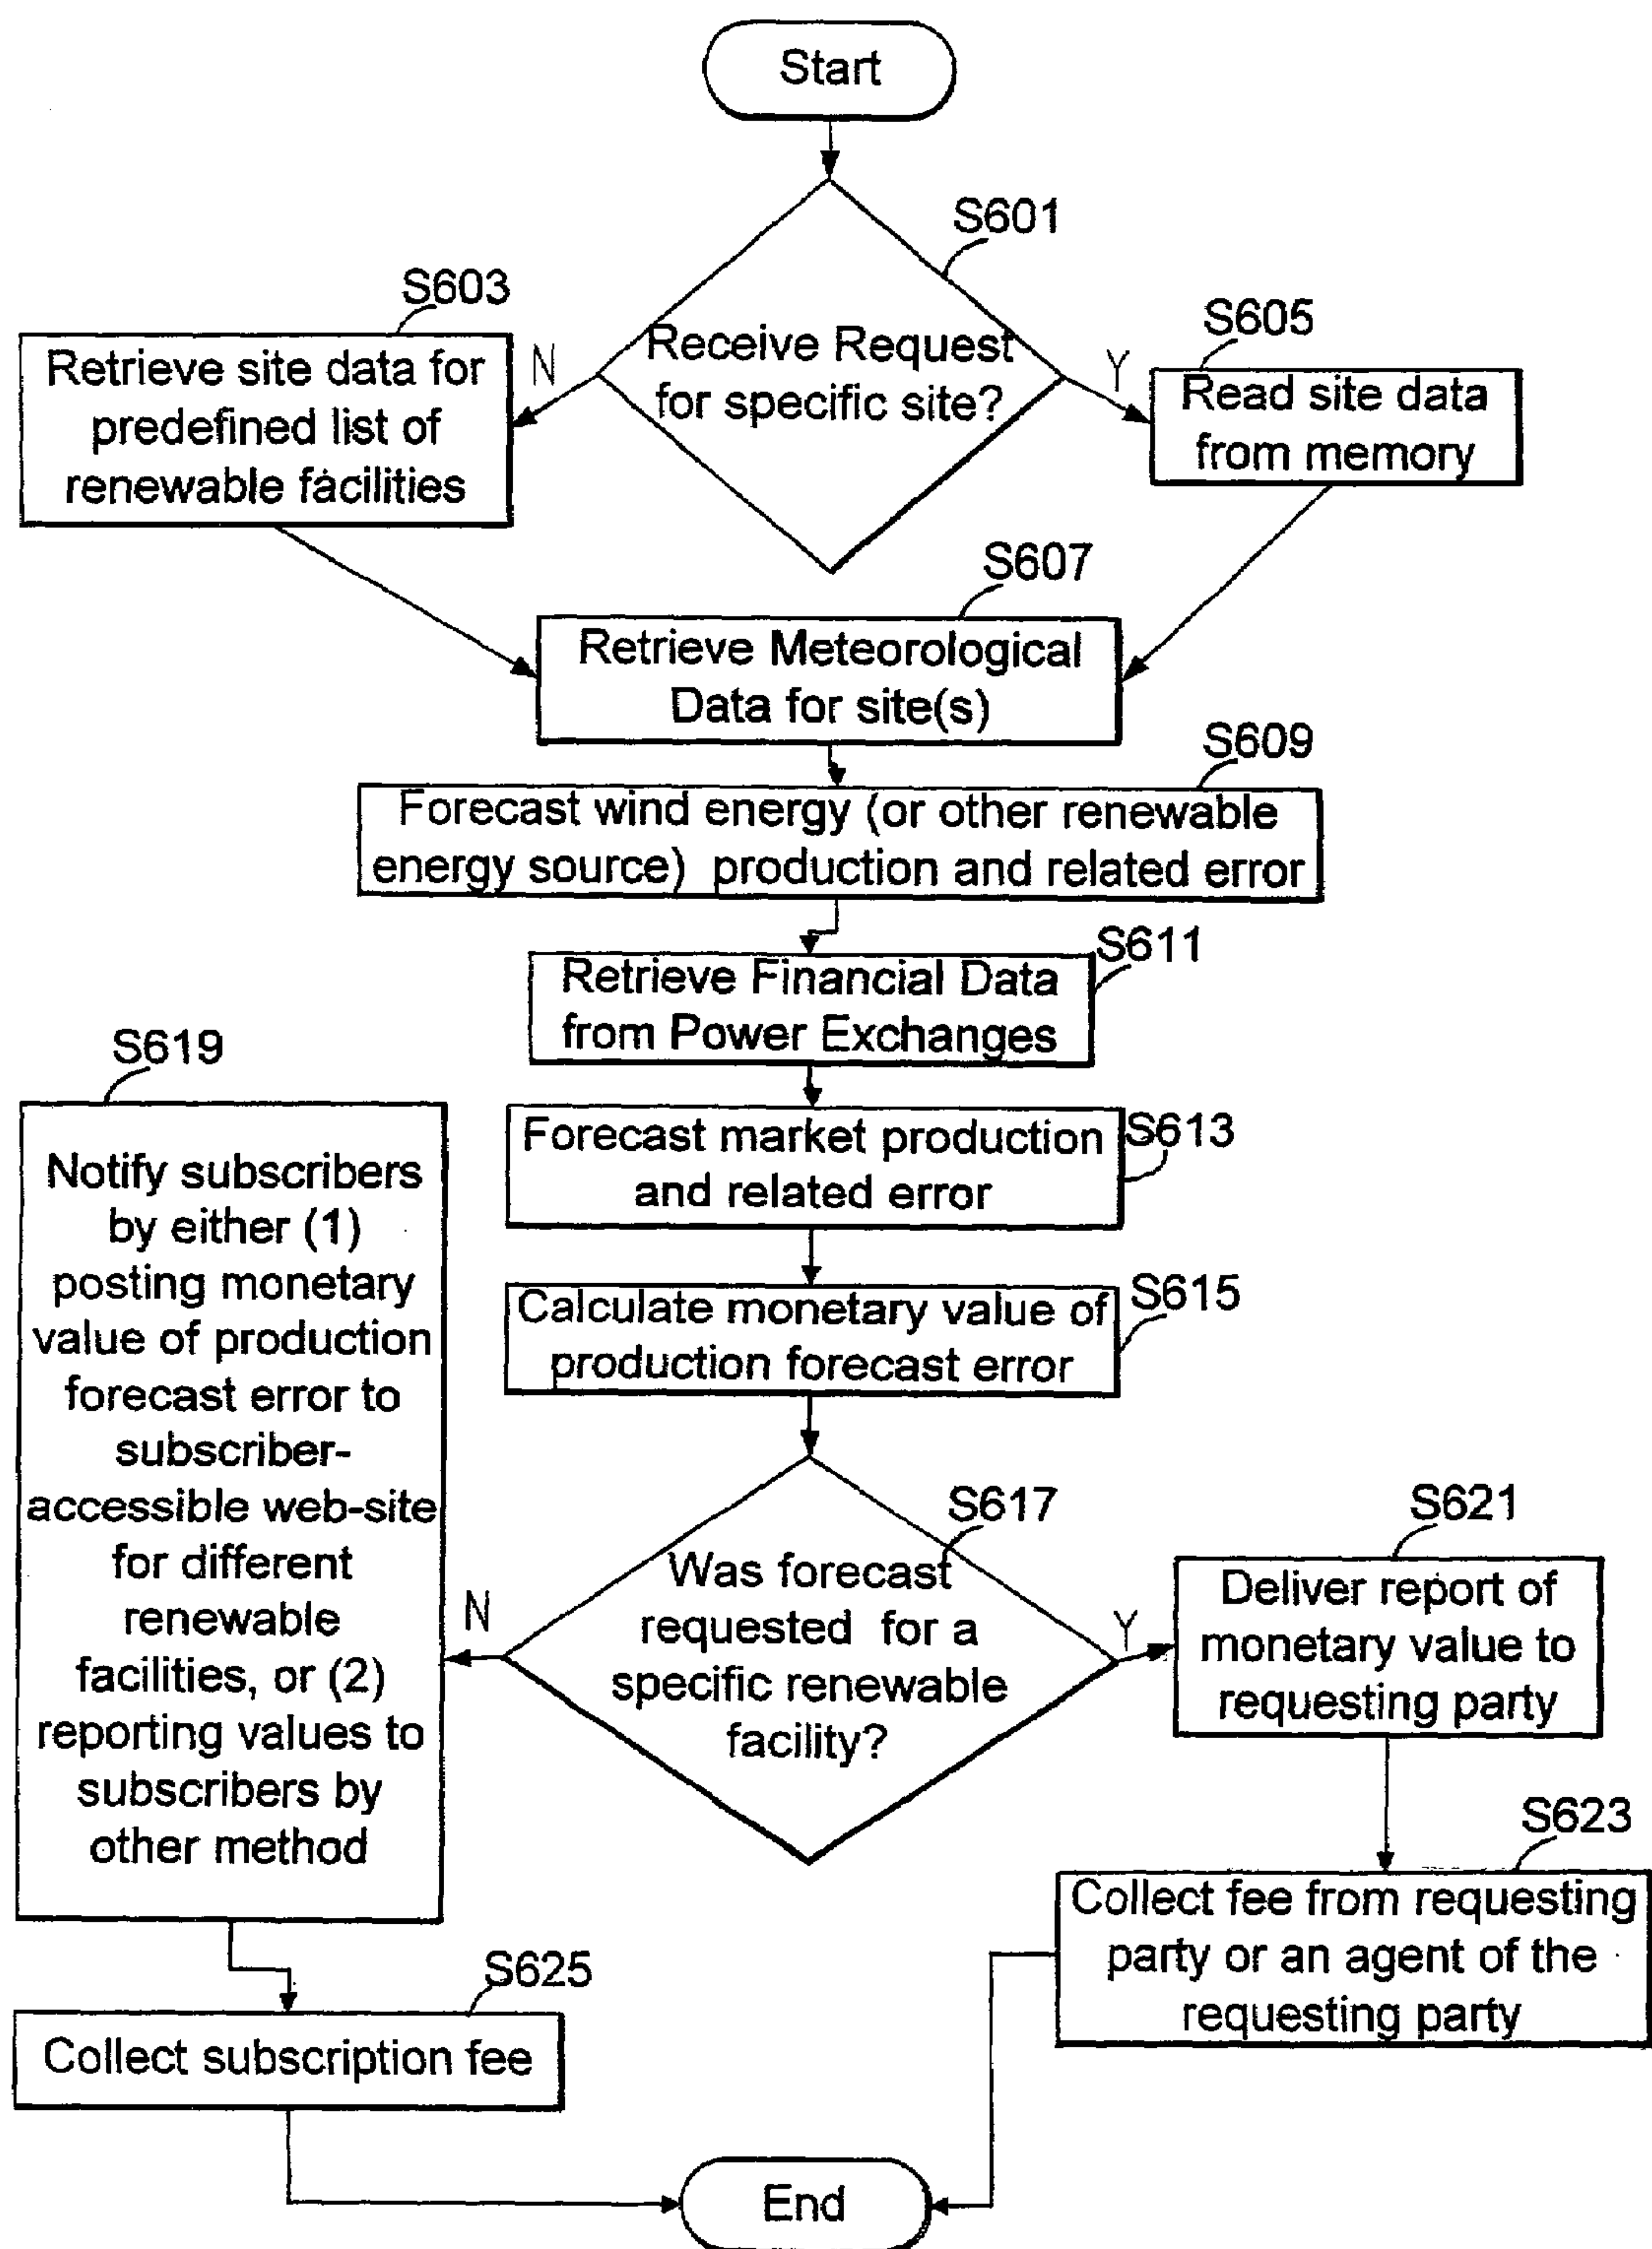 Start
S601
Receive Request
for specific site?
N
Y
S603
Retrieve site data for
predefined list of
renewable facilities
S605
Read site data
from memory
S607
Retrieve Meteorological
Data for site(s)
S609
Forecast wind energy (or other renewable
energy source) production and related error
S611
Retrieve Financial Data
from Power Exchanges
S613
Forecast market production
and related error
S615
Calculate monetary value of
production forecast error
S617
Was forecast
requested for a
specific renewable
facility?
N
Y
S619
Notify subscribers
by either (1)
posting monetary
value of production
forecast error to
subscriber-
accessible web-site
for different
renewable
facilities, or (2)
reporting values to
subscribers by
other method
S621
Deliver report of
monetary value to
requesting party
S623
Collect fee from requesting
party or an agent of the
requesting party
S625
Collect subscription fee
End